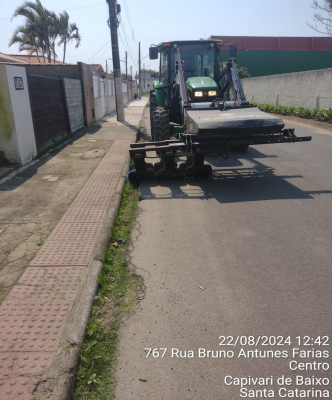 22/08/2024 12:42
767 Rua Bruno Antunes Farias
Centro
Capivari de Baixo
Santa Catarina